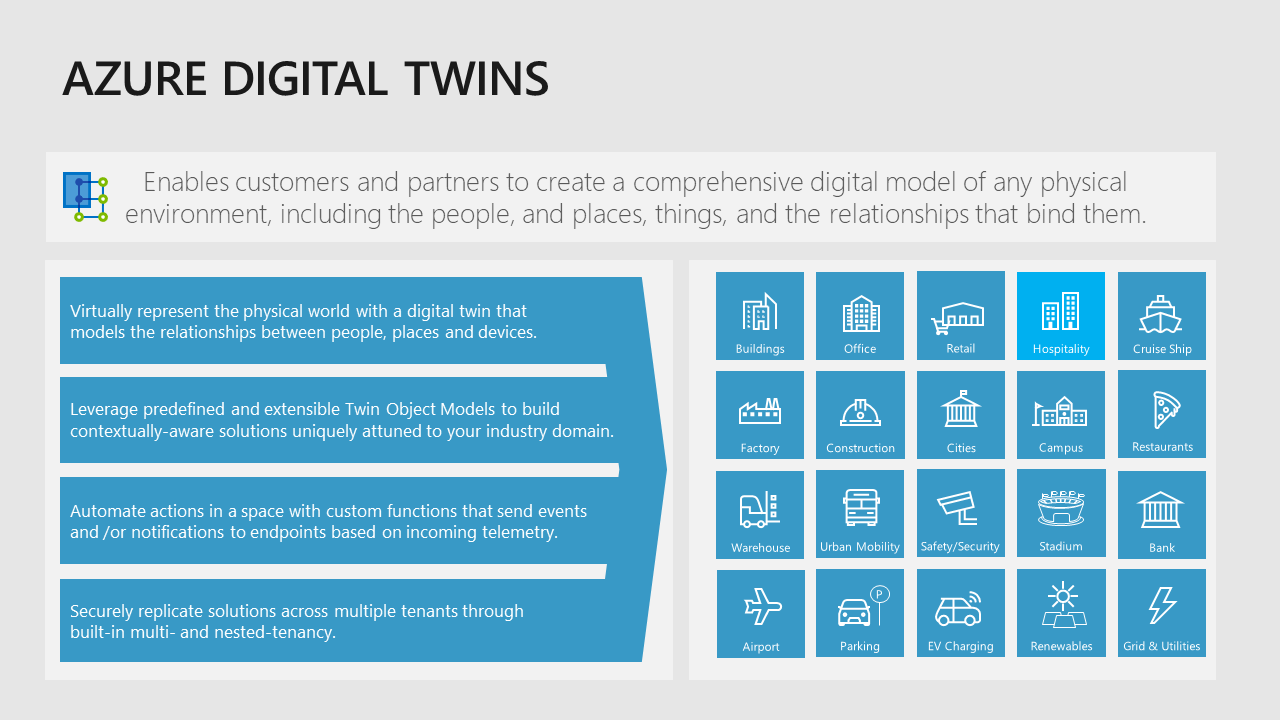 AZURE DIGITAL TWINS
Enables customers and partners to create a comprehensive digital model of any physical
environment, including the people, and places, things, and the relationships that bind them.
Virtually represent the physical world with a digital twin that
models the relationships between people, places and devices.
Leverage predefined and extensible Twin Object Models to build
contextually-aware solutions uniquely attuned to your industry domain.
Automate actions in a space with custom functions that send events
and /or notifications to endpoints based on incoming telemetry.
Securely replicate solutions across multiple tenants through
built-in multi- and nested-tenancy.
Buildings
Office
Retail
Hospitality
Cruise Ship
Factory
Construction
Cities
Campus
Restaurants
Warehouse
Urban Mobility
Safety/Security
Stadium
Bank
P
Airport
Parking
EV Charging
Renewables
Grid & Utilities